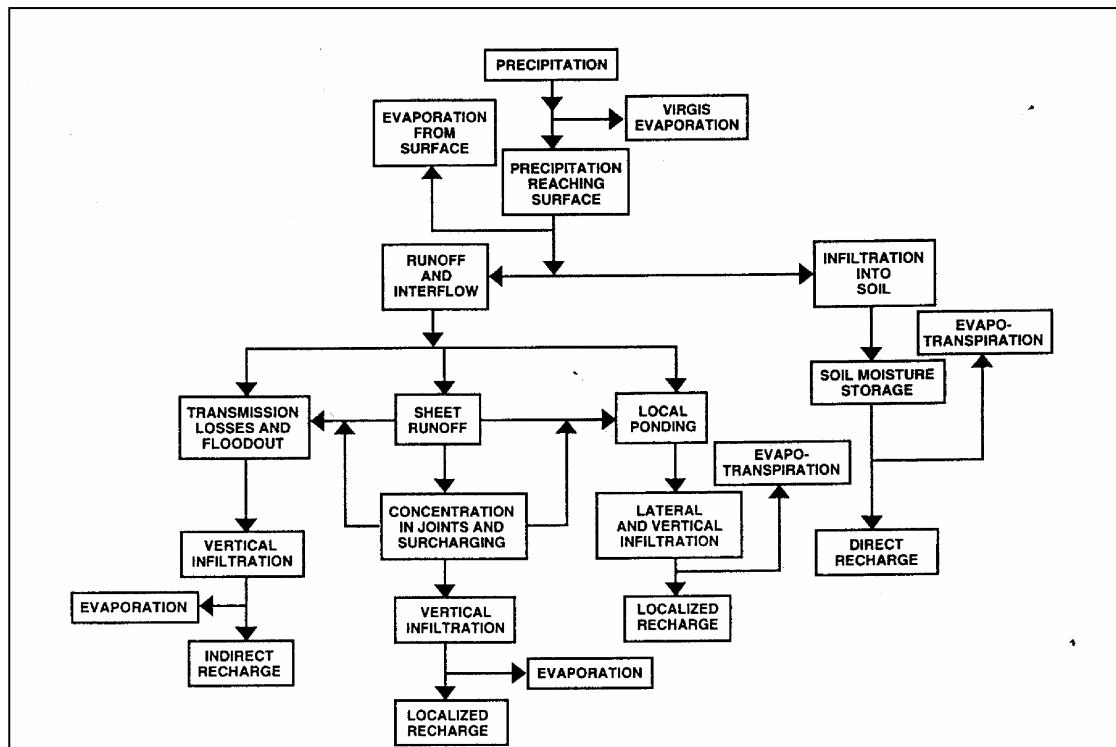 PRECIPITATION
VIRGIS
EVAPORATION
EVAPORATION
FROM
SURFACE
PRECIPITATION
REACHING
SURFACE
RUNOFF
AND
INTERFLOW
INFILTRATION
INTO
SOIL
EVAPO-
TRANSPIRATION
SOIL MOISTURE
STORAGE
TRANSMISSION
LOSSES AND
FLOODOUT
SHEET
RUNOFF
LOCAL
PONDING
EVAPO-
TRANSPIRATION
CONCENTRATION
IN JOINTS AND
SURCHARGING
LATERAL
AND VERTICAL
INFILTRATION
VERTICAL
INFILTRATION
DIRECT
RECHARGE
EVAPORATION
VERTICAL
INFILTRATION
LOCALIZED
RECHARGE
INDIRECT
RECHARGE
EVAPORATION
LOCALIZED
RECHARGE